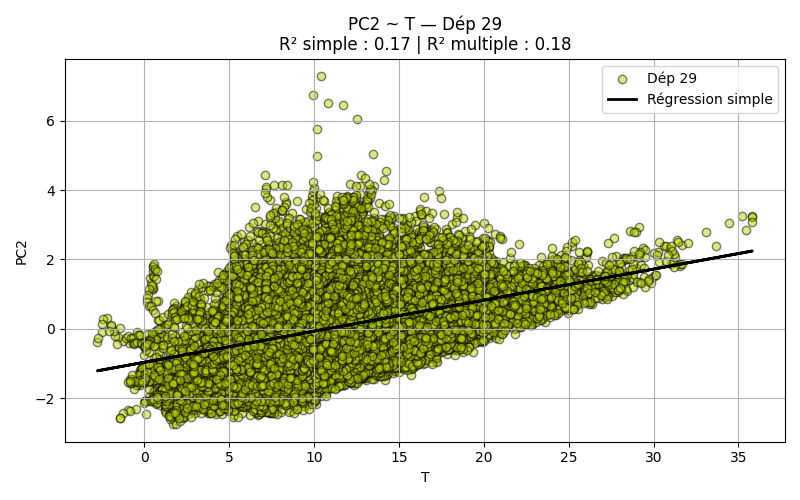 PC2 ~ T — Dép 29
R² simple : 0.17 | R² multiple : 0.18
Dép 29
Régression simple
6
4
2
0
−2
PC2
0 5 10 15 20 25 30 35
T